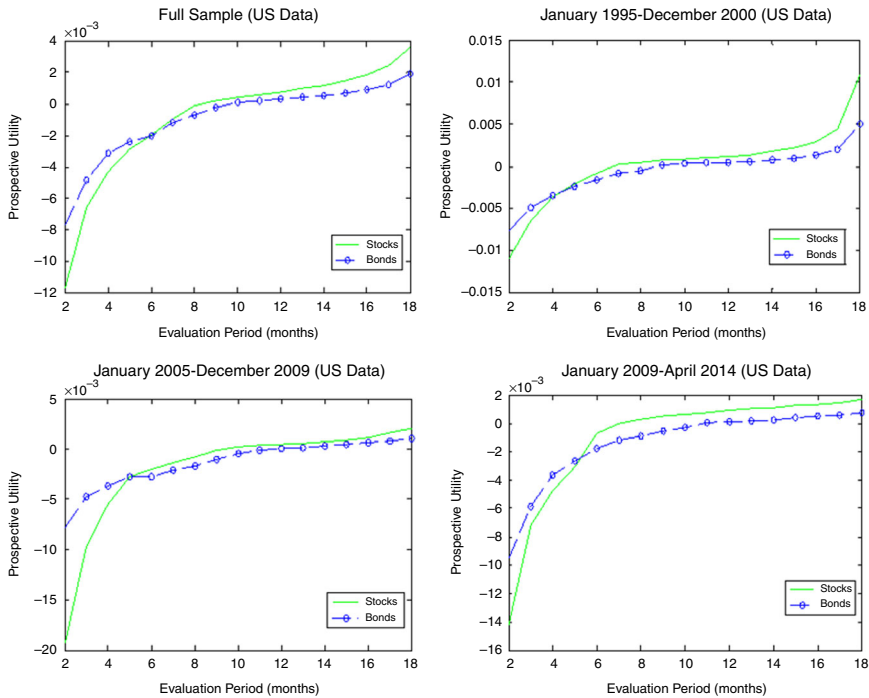 Full Sample (US Data)
×10⁻³
4
2
0
−2
−4
−6
−8
−10
−12
Prospective Utility
Stocks
Bonds
2 4 6 8 10 12 14 16 18
Evaluation Period (months)
January 1995-December 2000 (US Data)
0.015
0.01
0.005
0
−0.005
−0.01
−0.015
Prospective Utility
Stocks
Bonds
2 4 6 8 10 12 14 16 18
Evaluation Period (months)
January 2005-December 2009 (US Data)
×10⁻³
5
0
−5
−10
−15
−20
Prospective Utility
Stocks
Bonds
2 4 6 8 10 12 14 16 18
Evaluation Period (months)
January 2009-April 2014 (US Data)
×10⁻³
2
0
−2
−4
−6
−8
−10
−12
−14
−16
Prospective Utility
Stocks
Bonds
2 4 6 8 10 12 14 16 18
Evaluation Period (months)